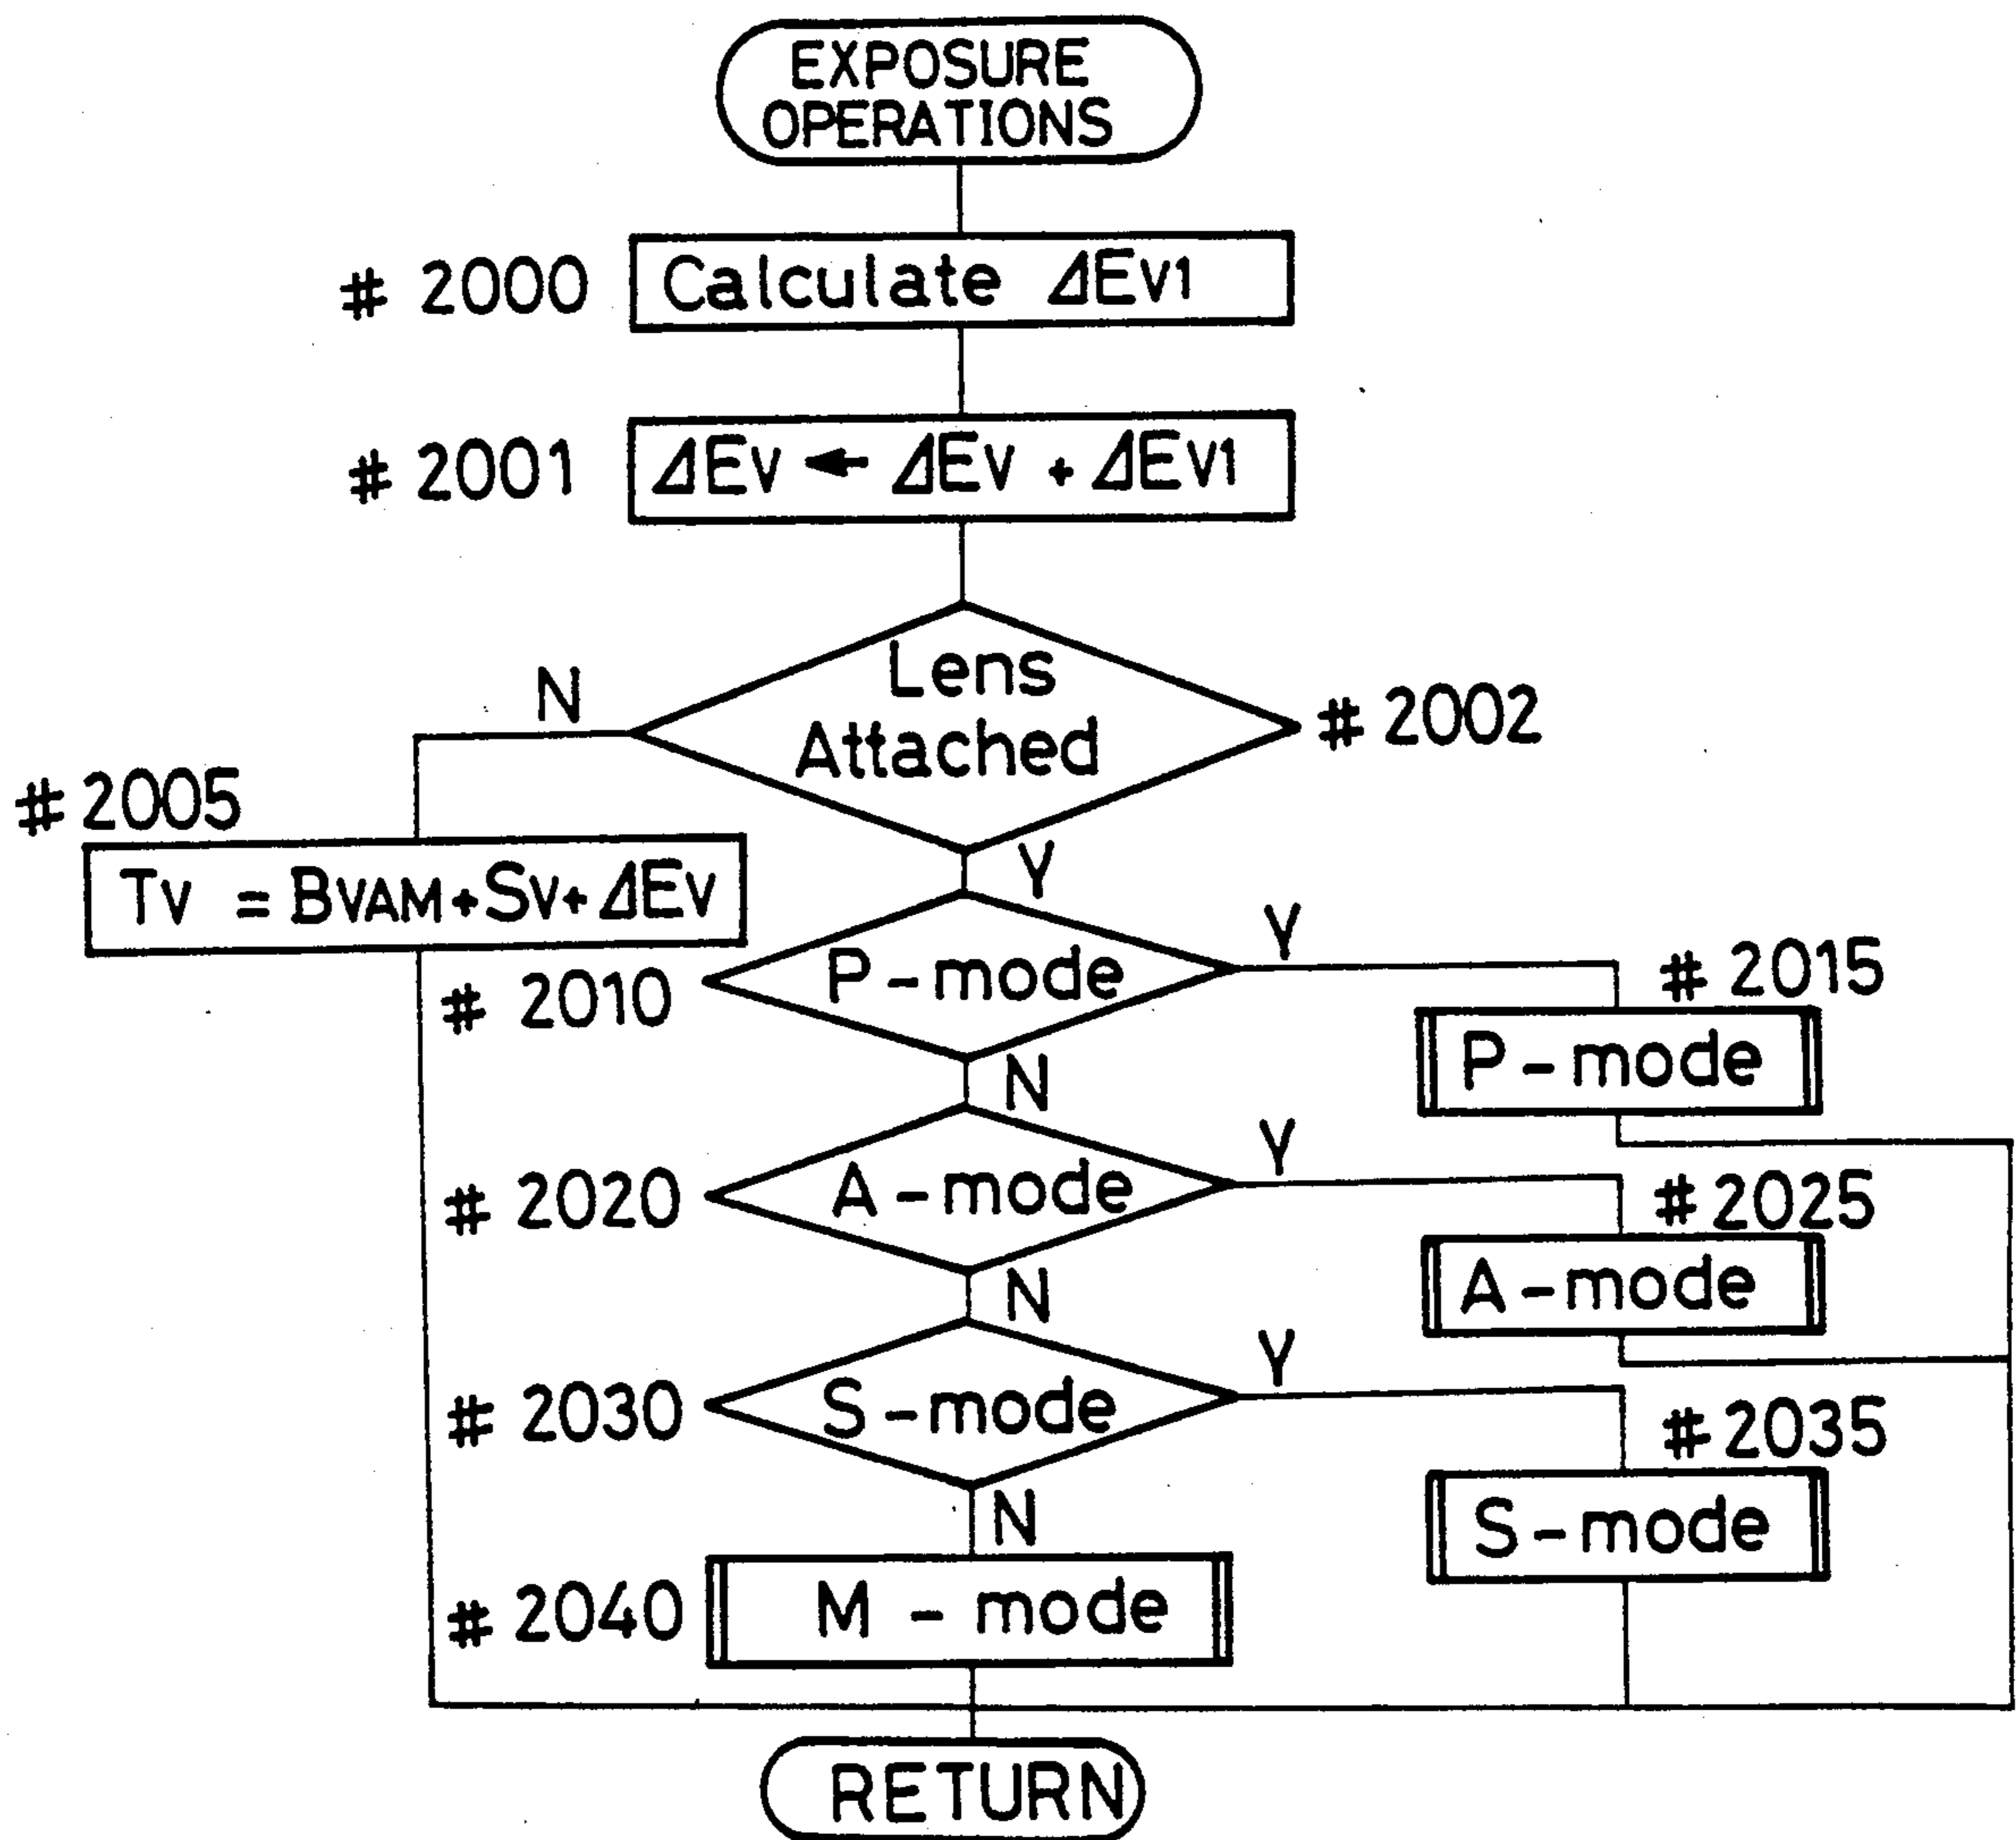 EXPOSURE
OPERATIONS
# 2000
Calculate ΔEV1
# 2001
ΔEV ← ΔEV + ΔEV1
Lens
Attached
# 2002
N
Y
# 2005
TV = BVAM + SV + ΔEV
# 2010
P-mode
Y
N
# 2015
P-mode
# 2020
A-mode
Y
N
# 2025
A-mode
# 2030
S-mode
Y
N
# 2035
S-mode
# 2040
M - mode
RETURN